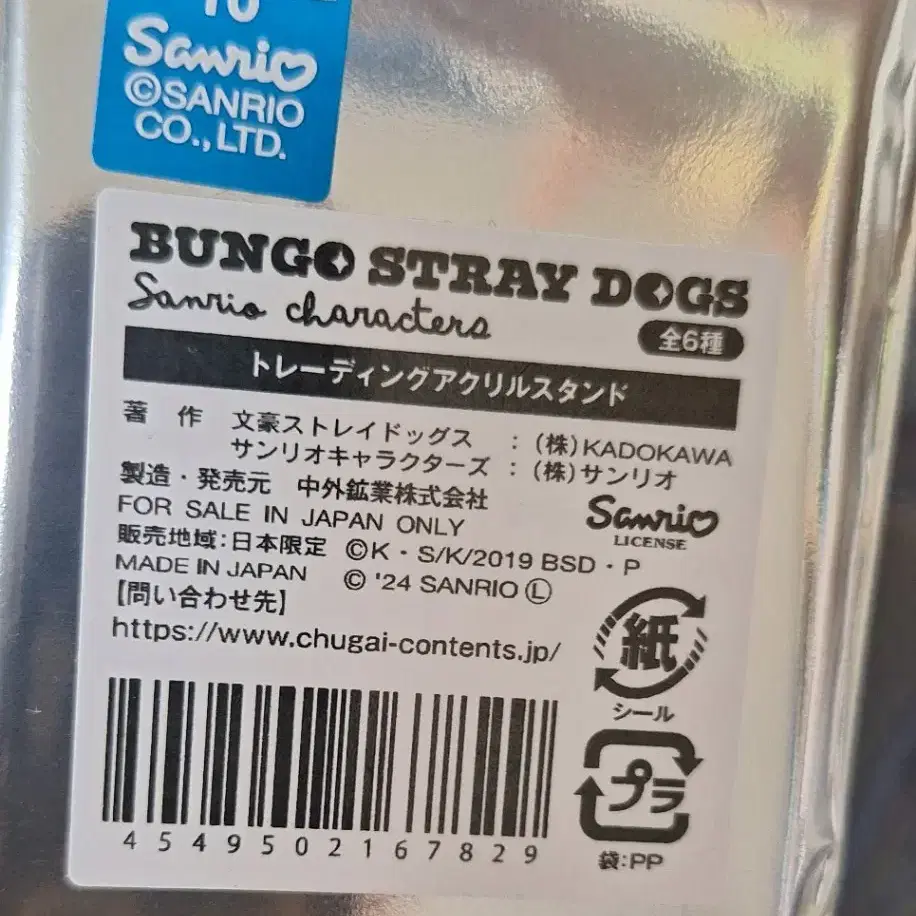 10
Sanrio
©SANRIO
CO., LTD.
BUNGO STRAY DOGS
Sanrio characters
全6種
トレーディングアクリルスタンド
著 作 文豪ストレイドッグス : (株)KADOKAWA
サンリオキャラクターズ : (株)サンリオ
製造・発売元 中外鉱業株式会社
FOR SALE IN JAPAN ONLY
Sanrio
LICENSE
販売地域:日本限定 ©K・S/K/2019 BSD・P
MADE IN JAPAN © '24 SANRIO Ⓛ
【問い合わせ先】
https://www.chugai-contents.jp/
紙
シール
プラ
袋:PP
4549502167829